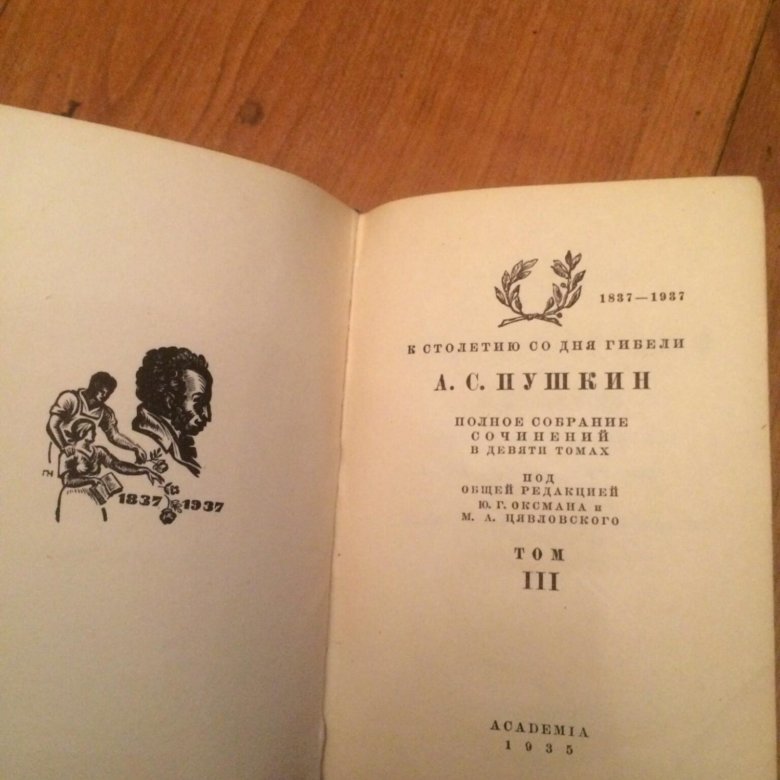 1837 1937
1837—1937
К СТОЛЕТИЮ СО ДНЯ ГИБЕЛИ
А. С. ПУШКИН
ПОЛНОЕ СОБРАНИЕ
СОЧИНЕНИЙ
В ДЕВЯТИ ТОМАХ
ПОД
ОБЩЕЙ РЕДАКЦИЕЙ
Ю. Г. ОКСМАНА и
М. А. ЦЯВЛОВСКОГО
ТОМ
III
ACADEMIA
1935